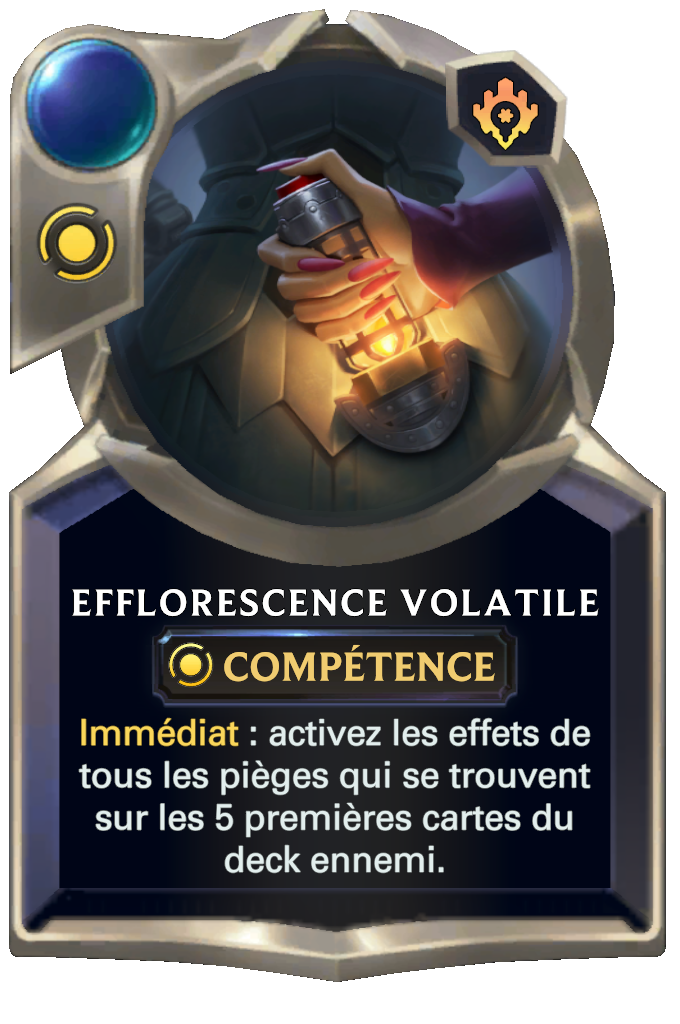 EFFLORESCENCE VOLATILE
COMPÉTENCE
Immédiat : activez les effets de
tous les pièges qui se trouvent
sur les 5 premières cartes du
deck ennemi.